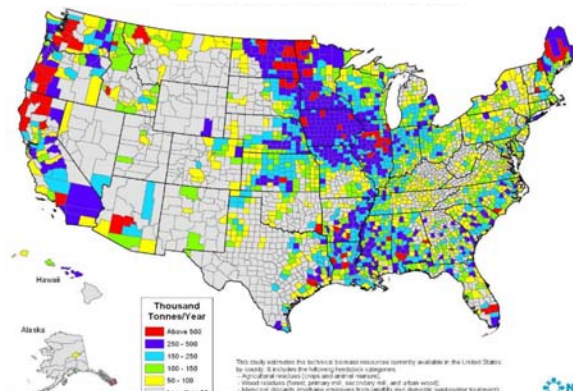 Hawaii
Alaska
Thousand
Tonnes/Year
Above 500
250 - 500
150 - 250
100 - 150
50 - 100
This study estimates the technical biomass resources currently available in the United States
by county. It includes the following feedstock categories:
- Agricultural residues (crops and animal manure);
- Wood residues (forest, primary mill, secondary mill, and urban wood);